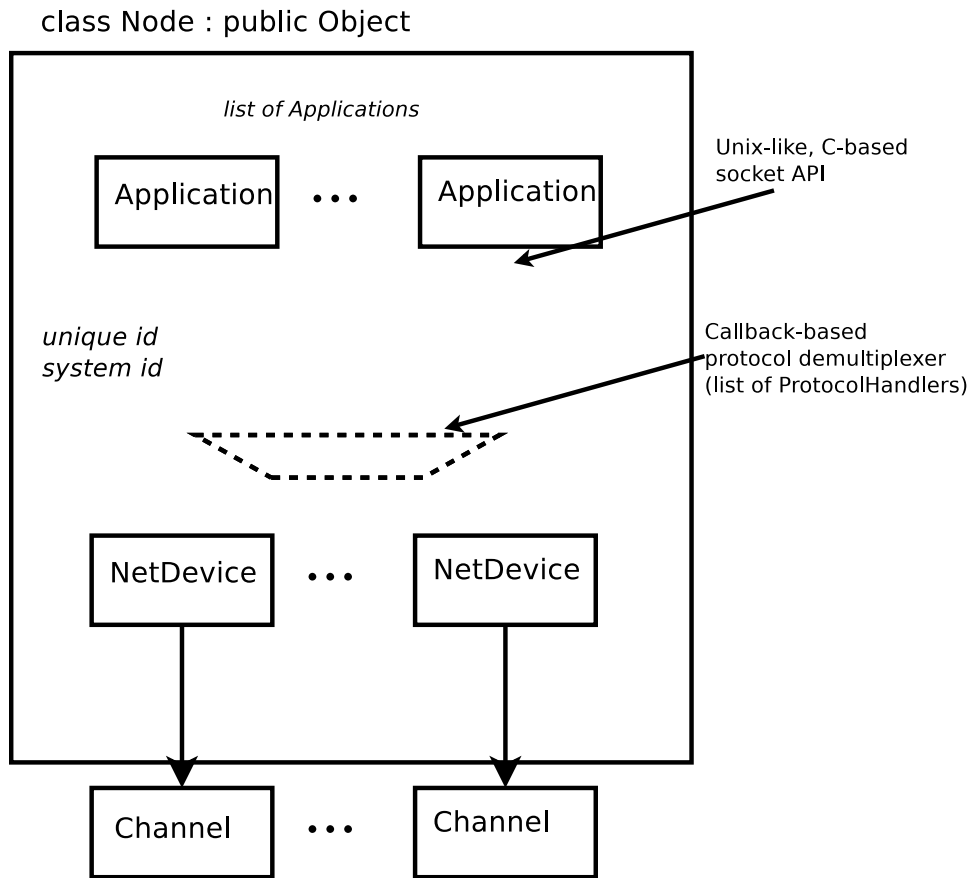 class Node : public Object
list of Applications
Application
Application
Unix-like, C-based
socket API
unique id
system id
Callback-based
protocol demultiplexer
(list of ProtocolHandlers)
NetDevice
NetDevice
Channel
Channel